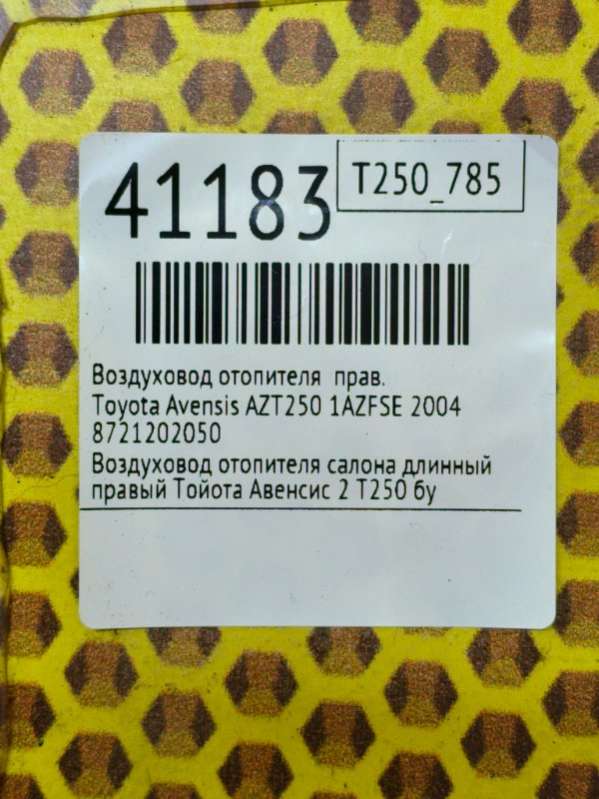 41183
T250_785
Воздуховод отопителя прав.
Toyota Avensis AZT250 1AZFSE 2004
8721202050
Воздуховод отопителя салона длинный
правый Тойота Авенсис 2 Т250 бу